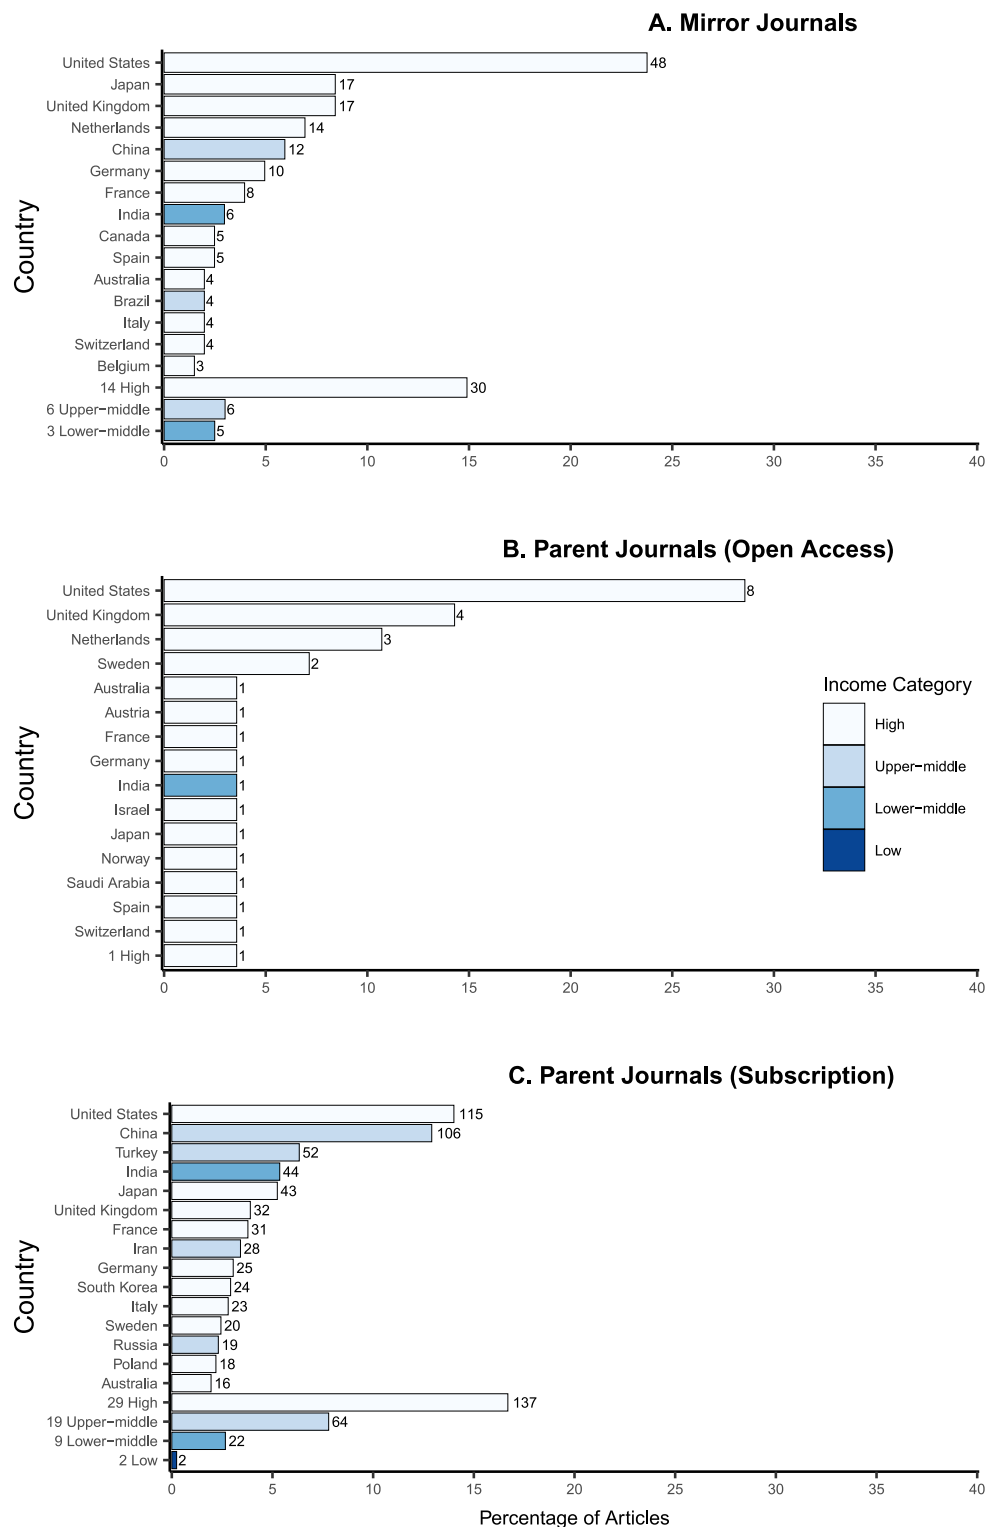 A. Mirror Journals
United States 48
Japan 17
United Kingdom 17
Netherlands 14
China 12
Germany 10
France 8
India 6
Canada 5
Spain 5
Australia 4
Brazil 4
Italy 4
Switzerland 4
Belgium 3
14 High 30
6 Upper−middle 6
3 Lower−middle 5
Country
0 5 10 15 20 25 30 35 40
B. Parent Journals (Open Access)
United States 8
United Kingdom 4
Netherlands 3
Sweden 2
Australia 1
Austria 1
France 1
Germany 1
India 1
Israel 1
Japan 1
Norway 1
Saudi Arabia 1
Spain 1
Switzerland 1
1 High 1
Country
0 5 10 15 20 25 30 35 40
Income Category
High
Upper−middle
Lower−middle
Low
C. Parent Journals (Subscription)
United States 115
China 106
Turkey 52
India 44
Japan 43
United Kingdom 32
France 31
Iran 28
Germany 25
South Korea 24
Italy 23
Sweden 20
Russia 19
Poland 18
Australia 16
29 High 137
19 Upper−middle 64
9 Lower−middle 22
2 Low 2
Country
0 5 10 15 20 25 30 35 40
Percentage of Articles